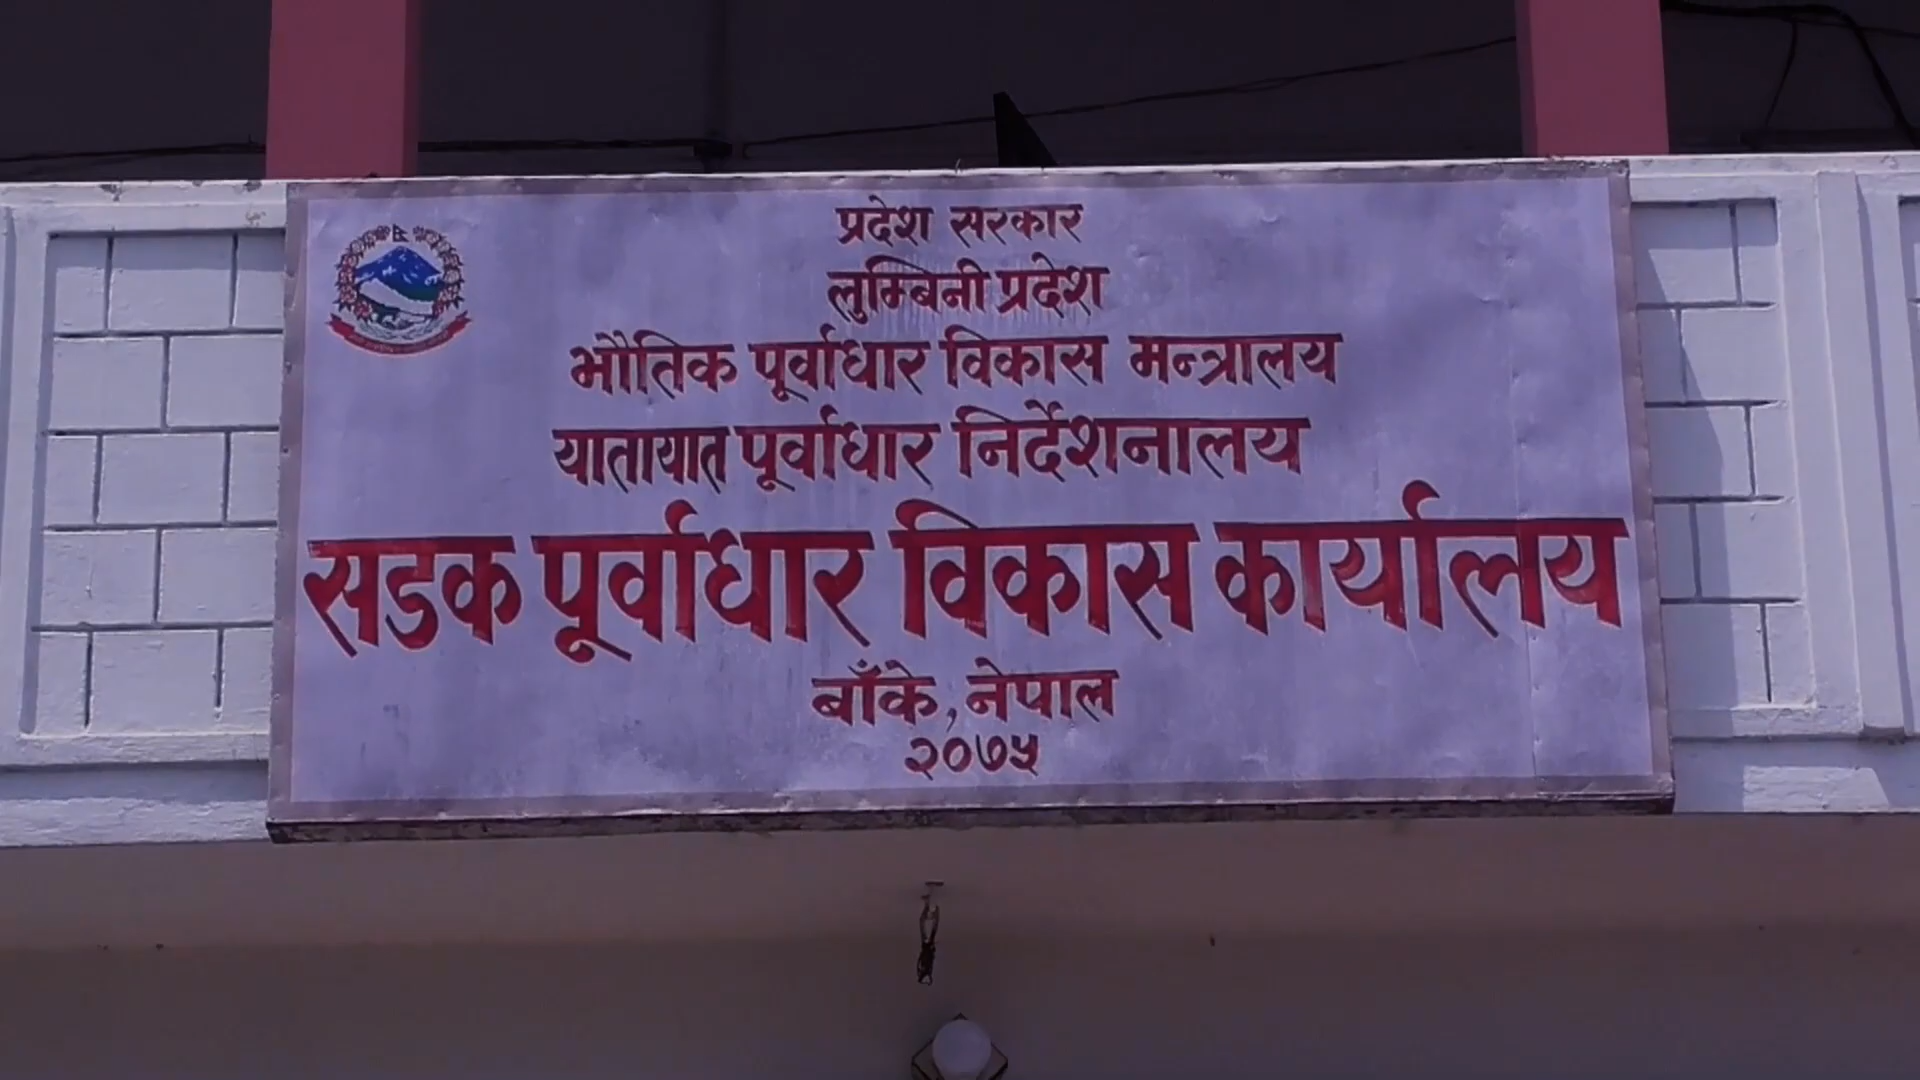 प्रदेश सरकार
लुम्बिनी प्रदेश
भौतिक पूर्वाधार विकास मन्त्रालय
यातायात पूर्वाधार निर्देशनालय
सडक पूर्वाधार विकास कार्यालय
बाँके, नेपाल
२०७५